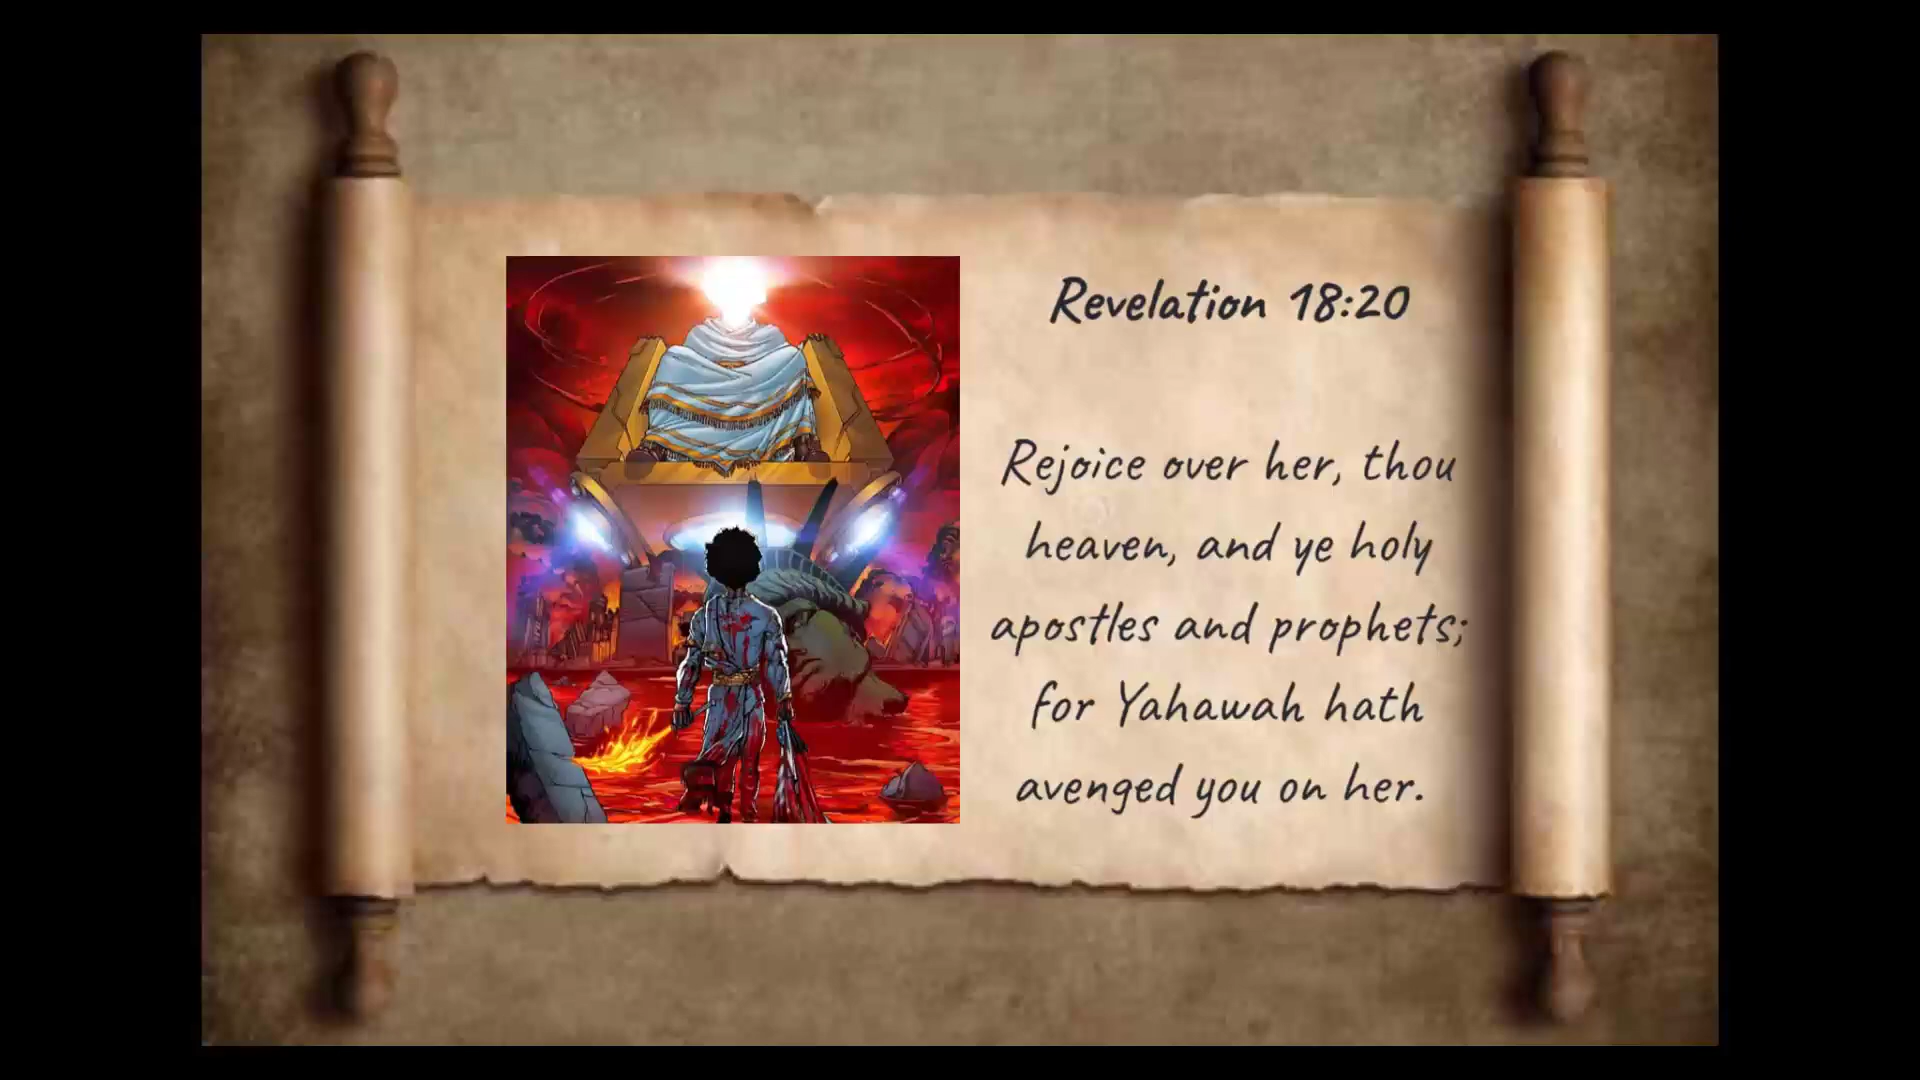 Revelation 18:20
Rejoice over her, thou
heaven, and ye holy
apostles and prophets;
for Yahawah hath
avenged you on her.